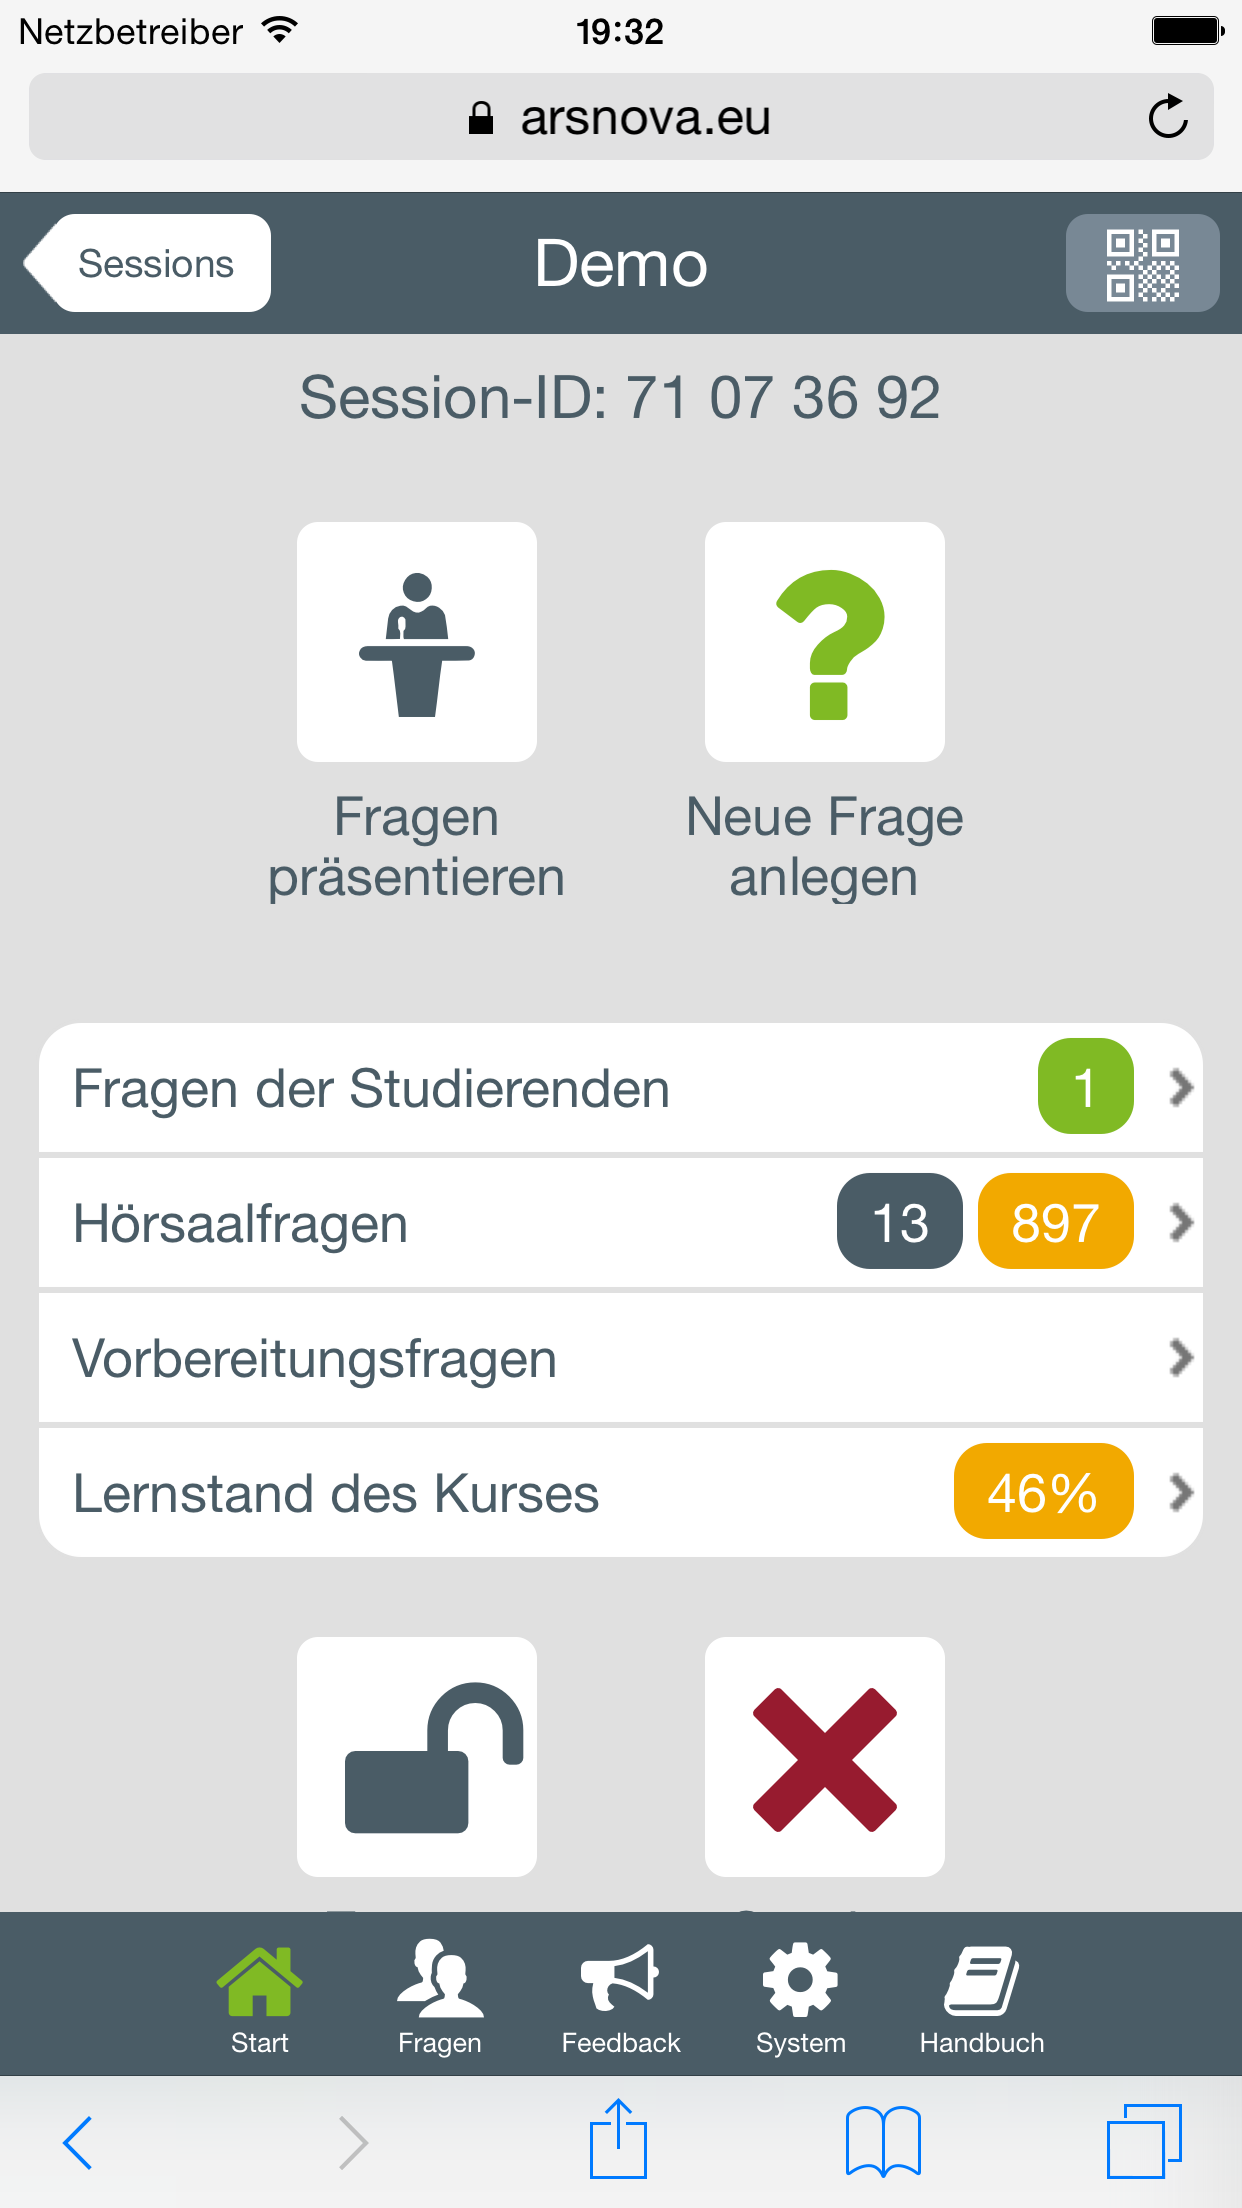 Netzbetreiber 19:32
arsnova.eu
Sessions Demo
Session-ID: 71 07 36 92
Fragen präsentieren
Neue Frage anlegen
Fragen der Studierenden 1
Hörsaalfragen 13 897
Vorbereitungsfragen
Lernstand des Kurses 46%
Start Fragen Feedback System Handbuch